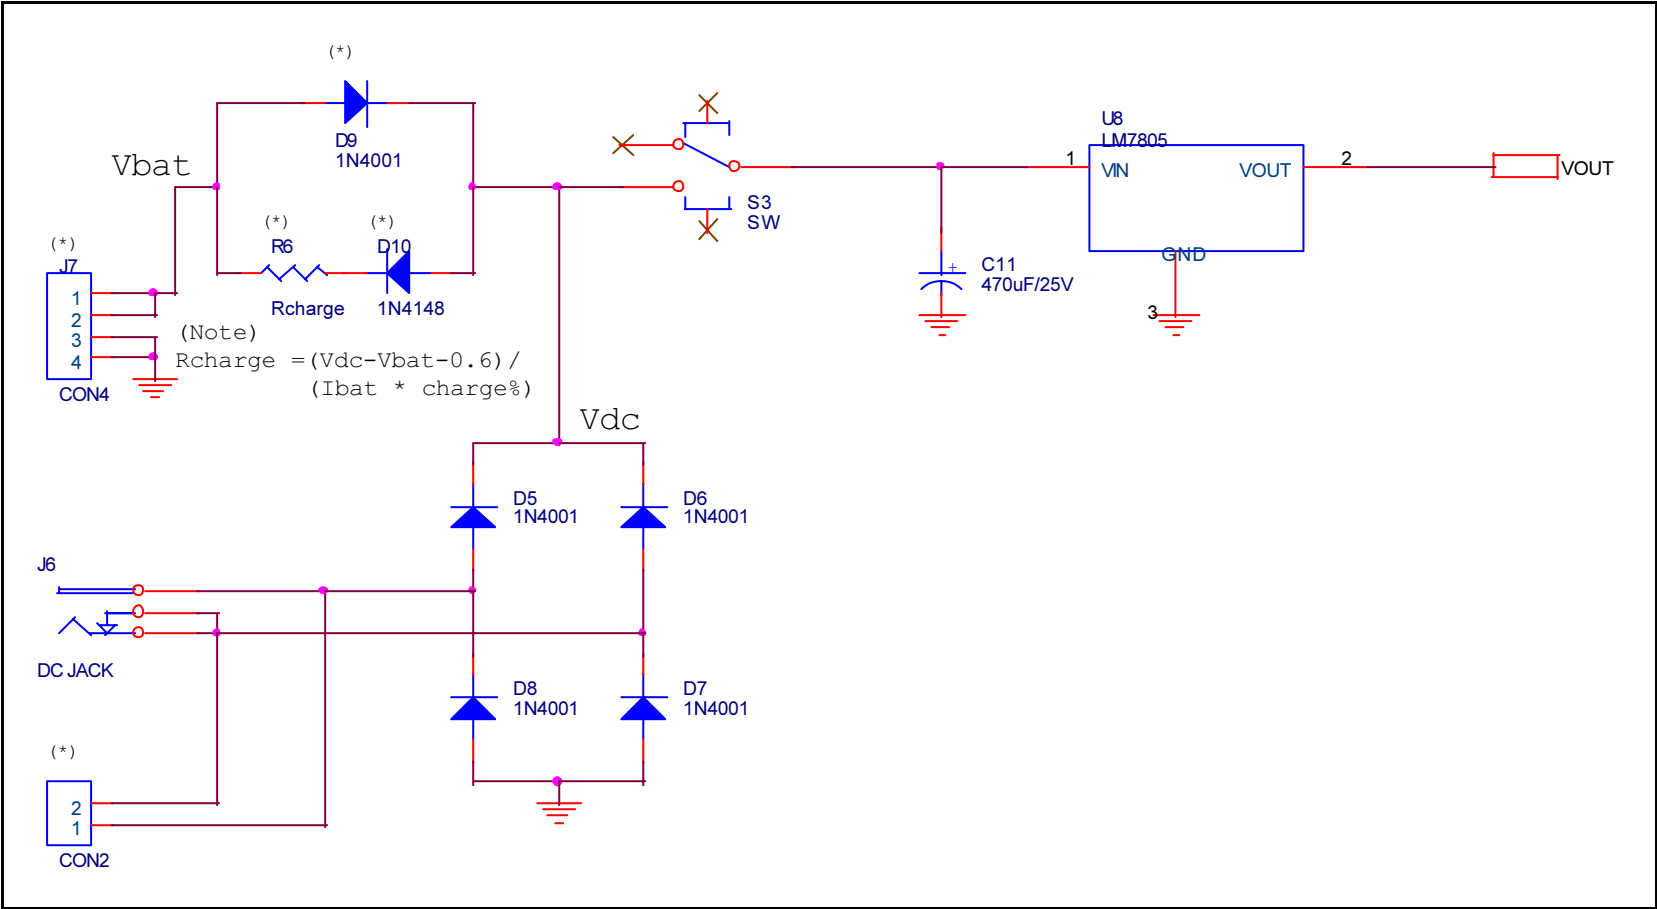 (*)
D9
1N4001
Vbat
(*)
R6
Rcharge
(*)
D10
1N4148
(*)
J7
1
2
3
4
CON4
(Note)
Rcharge =(Vdc-Vbat-0.6)/
(Ibat * charge%)
S3
SW
C11
+
470uF/25V
U8
LM7805
1
VIN
VOUT
2
GND
3
VOUT
Vdc
D5
1N4001
D6
1N4001
J6
DC JACK
D8
1N4001
D7
1N4001
(*)
2
1
CON2